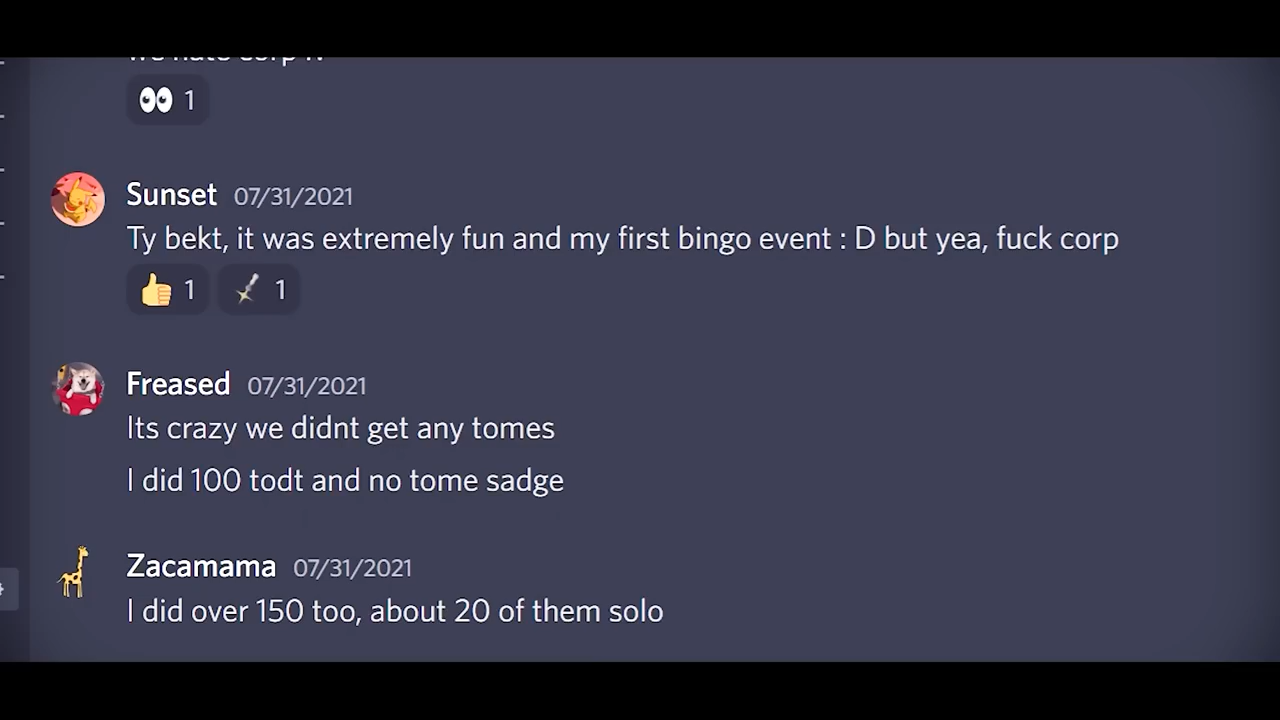 1
Sunset 07/31/2021
Ty bekt, it was extremely fun and my first bingo event : D but yea, fuck corp
1 1
Freased 07/31/2021
Its crazy we didnt get any tomes
I did 100 todt and no tome sadge
Zacamama 07/31/2021
I did over 150 too, about 20 of them solo